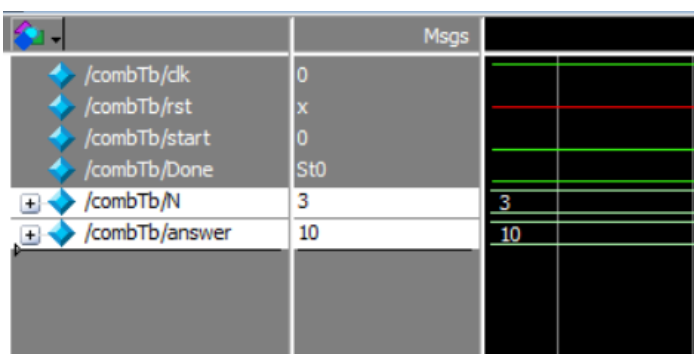 Msgs
/combTb/clk 0
/combTb/rst x
/combTb/start 0
/combTb/Done St0
/combTb/N 3 3
/combTb/answer 10 10